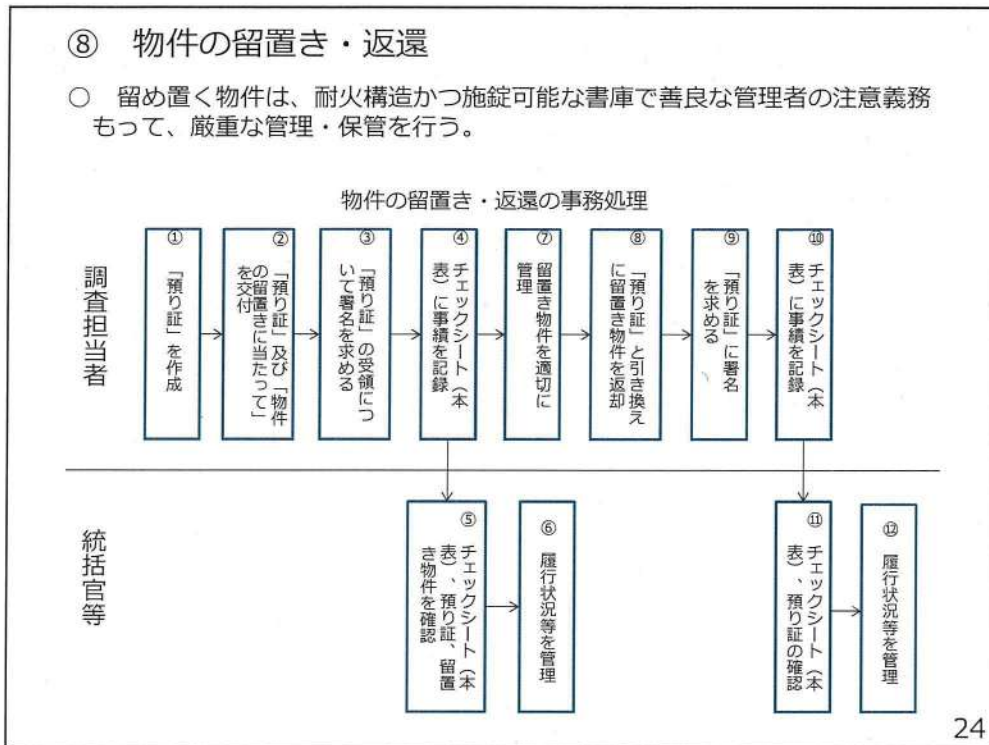 ⑧ 物件の留置き・返還
○ 留め置く物件は、耐火構造かつ施錠可能な書庫で善良な管理者の注意義務
もって、厳重な管理・保管を行う。
物件の留置き・返還の事務処理
調査担当者
①
「預り証」を作成
②
「預り証」及び「物件
の留置きに当たって」
を交付
③
「預り証」の受領につ
いて署名を求める
④
チェックシート（本
表）に事績を記録
⑦
留置き物件を適切に
管理
⑧
「預り証」と引き換え
に留置き物件を返却
⑨
「預り証」に署名
を求める
⑩
チェックシート（本
表）に事績を記録
統括官等
⑤
チェックシート（本
表）、預り証、留置
き物件を確認
⑥
履行状況等を管理
⑪
チェックシート（本
表）、預り証の確認
⑫
履行状況等を管理
24